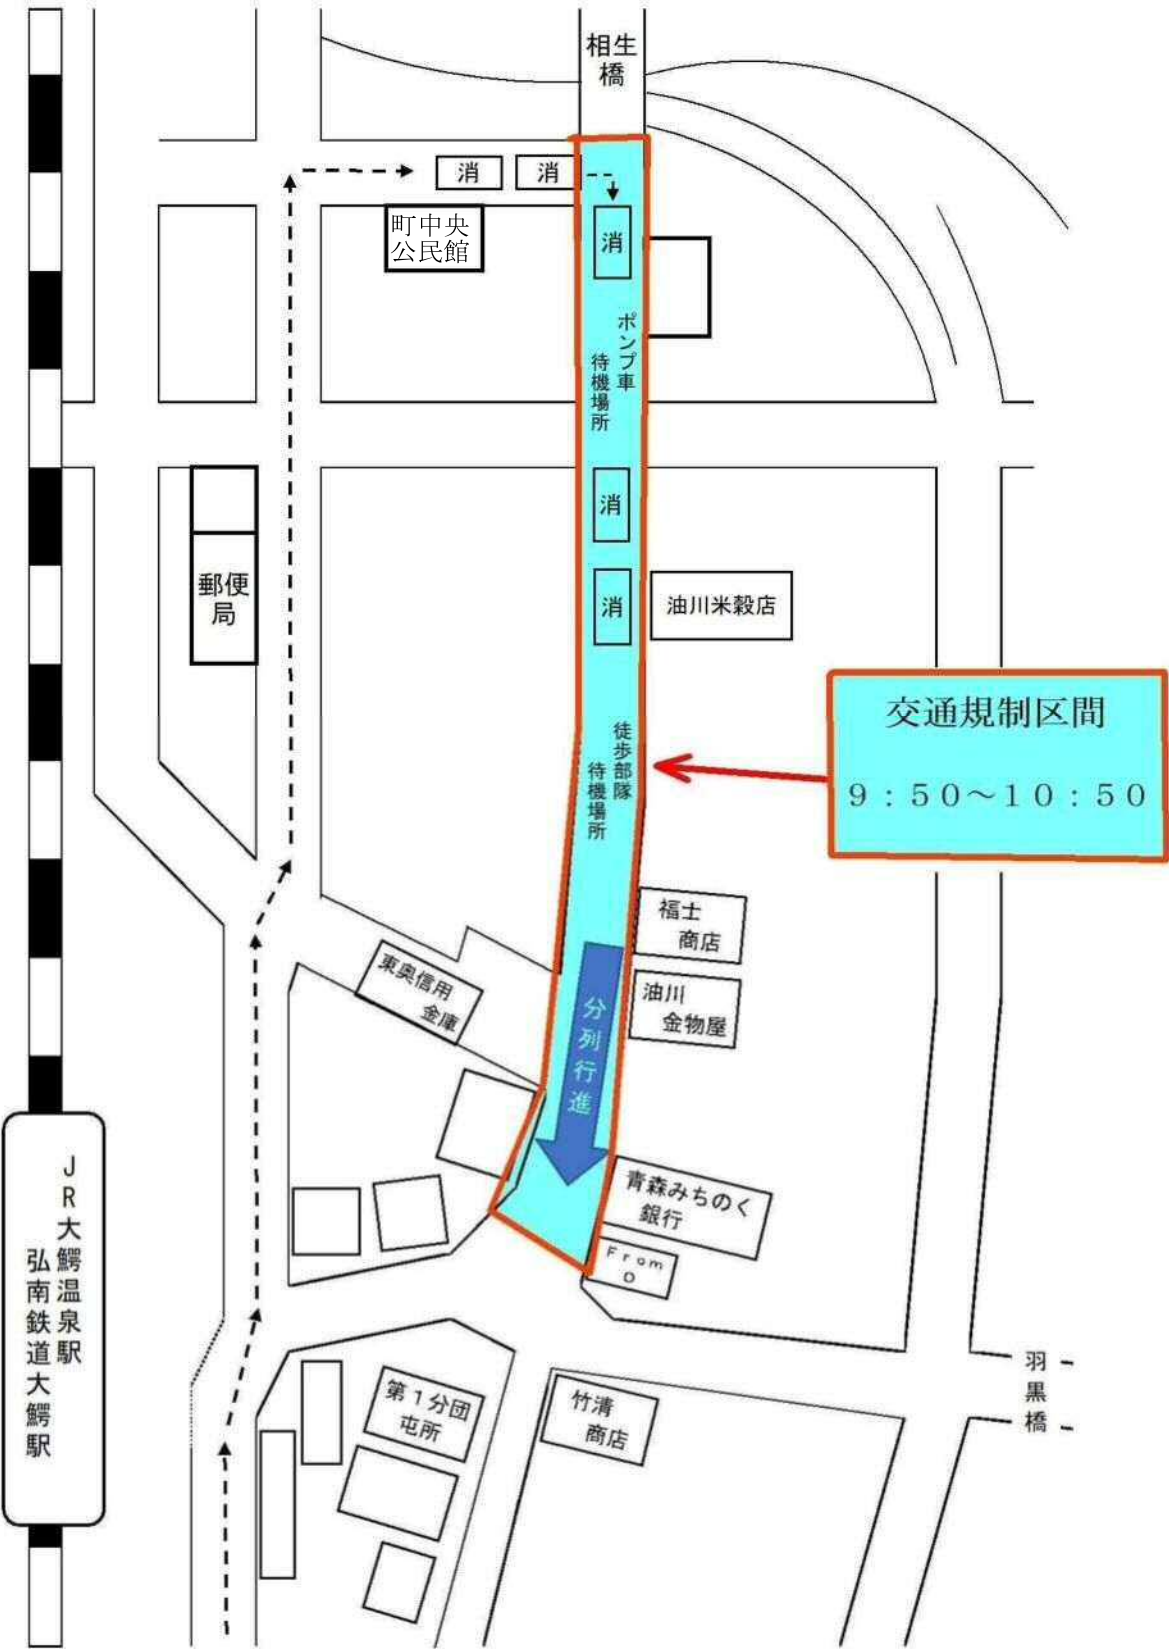 相生
橋
消
消
町中央
公民館
消
ポンプ車
待機場所
消
郵便
局
消
油川米穀店
交通規制区間
9：50～10：50
徒歩部隊
待機場所
福士
商店
東奥信用
金庫
油川
金物屋
分列行進
青森みちのく
銀行
From
D
JR大鰐温泉駅
弘南鉄道大鰐駅
羽黒橋
第1分団
屯所
竹清
商店